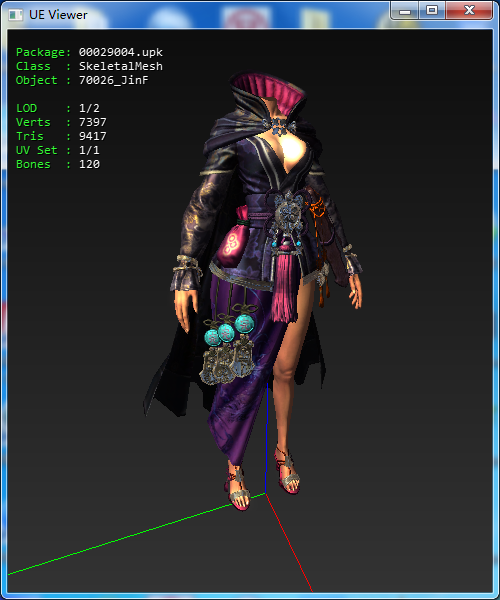 UE Viewer
Package: 00029004.upk
Class : SkeletalMesh
Object : 70026_JinF
LOD : 1/2
Verts : 7397
Tris : 9417
UV Set : 1/1
Bones : 120